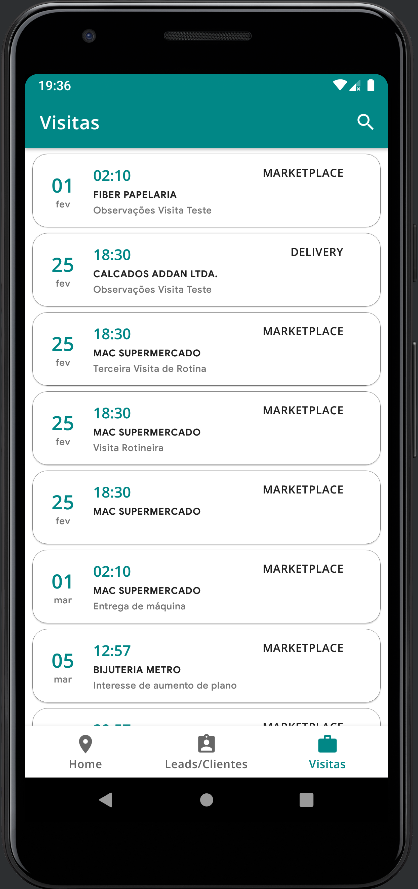 19:36
Visitas
01 02:10 MARKETPLACE
fev FIBER PAPELARIA
Observações Visita Teste
25 18:30 DELIVERY
fev CALCADOS ADDAN LTDA.
Observações Visita Teste
25 18:30 MARKETPLACE
fev MAC SUPERMERCADO
Terceira Visita de Rotina
25 18:30 MARKETPLACE
fev MAC SUPERMERCADO
Visita Rotineira
25 18:30 MARKETPLACE
fev MAC SUPERMERCADO
01 02:10 MARKETPLACE
mar MAC SUPERMERCADO
Entrega de máquina
05 12:57 MARKETPLACE
mar BIJUTERIA METRO
Interesse de aumento de plano
MARKETPLACE
Home Leads/Clientes Visitas